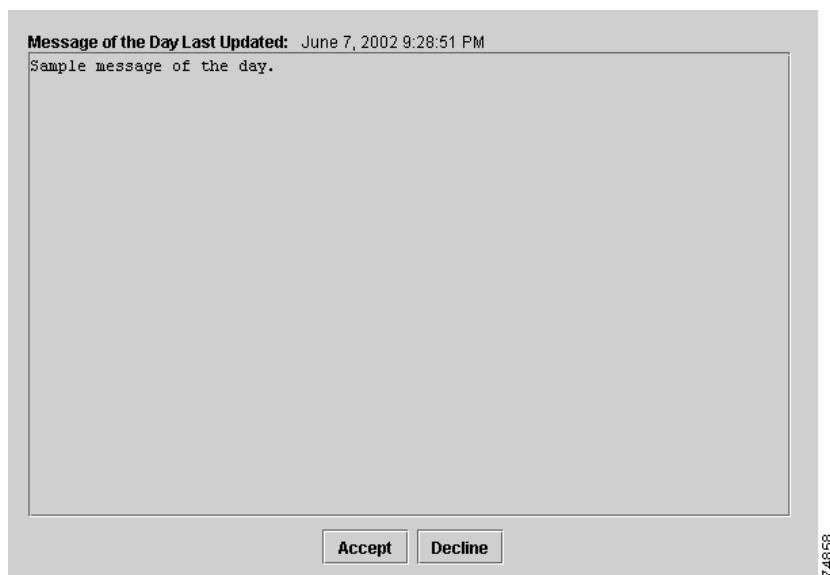 Message of the Day Last Updated: June 7, 2002 9:28:51 PM
Sample message of the day.
Accept Decline
74858